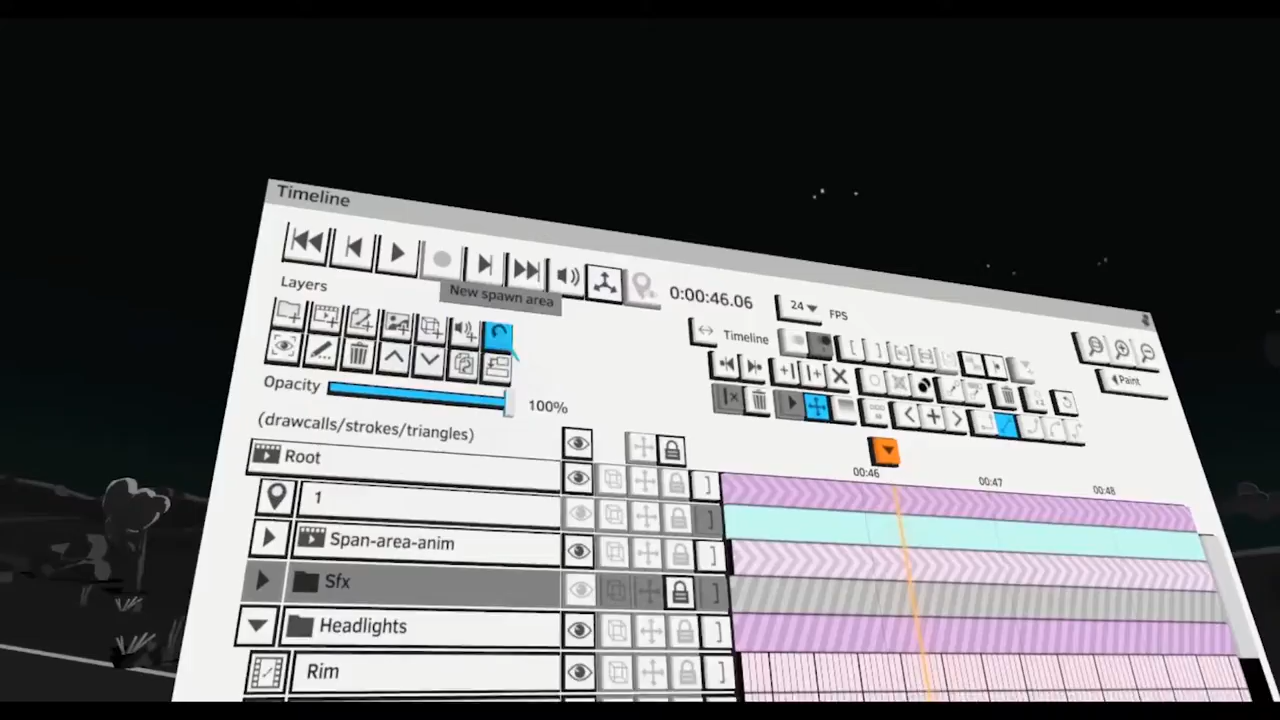 Timeline
New spawn area
0:00:46.06
24 FPS
Layers
Timeline
Paint
Opacity 100%
(drawcalls/strokes/triangles)
Root
00:46 00:47 00:48
1
Span-area-anim
Sfx
Headlights
Rim